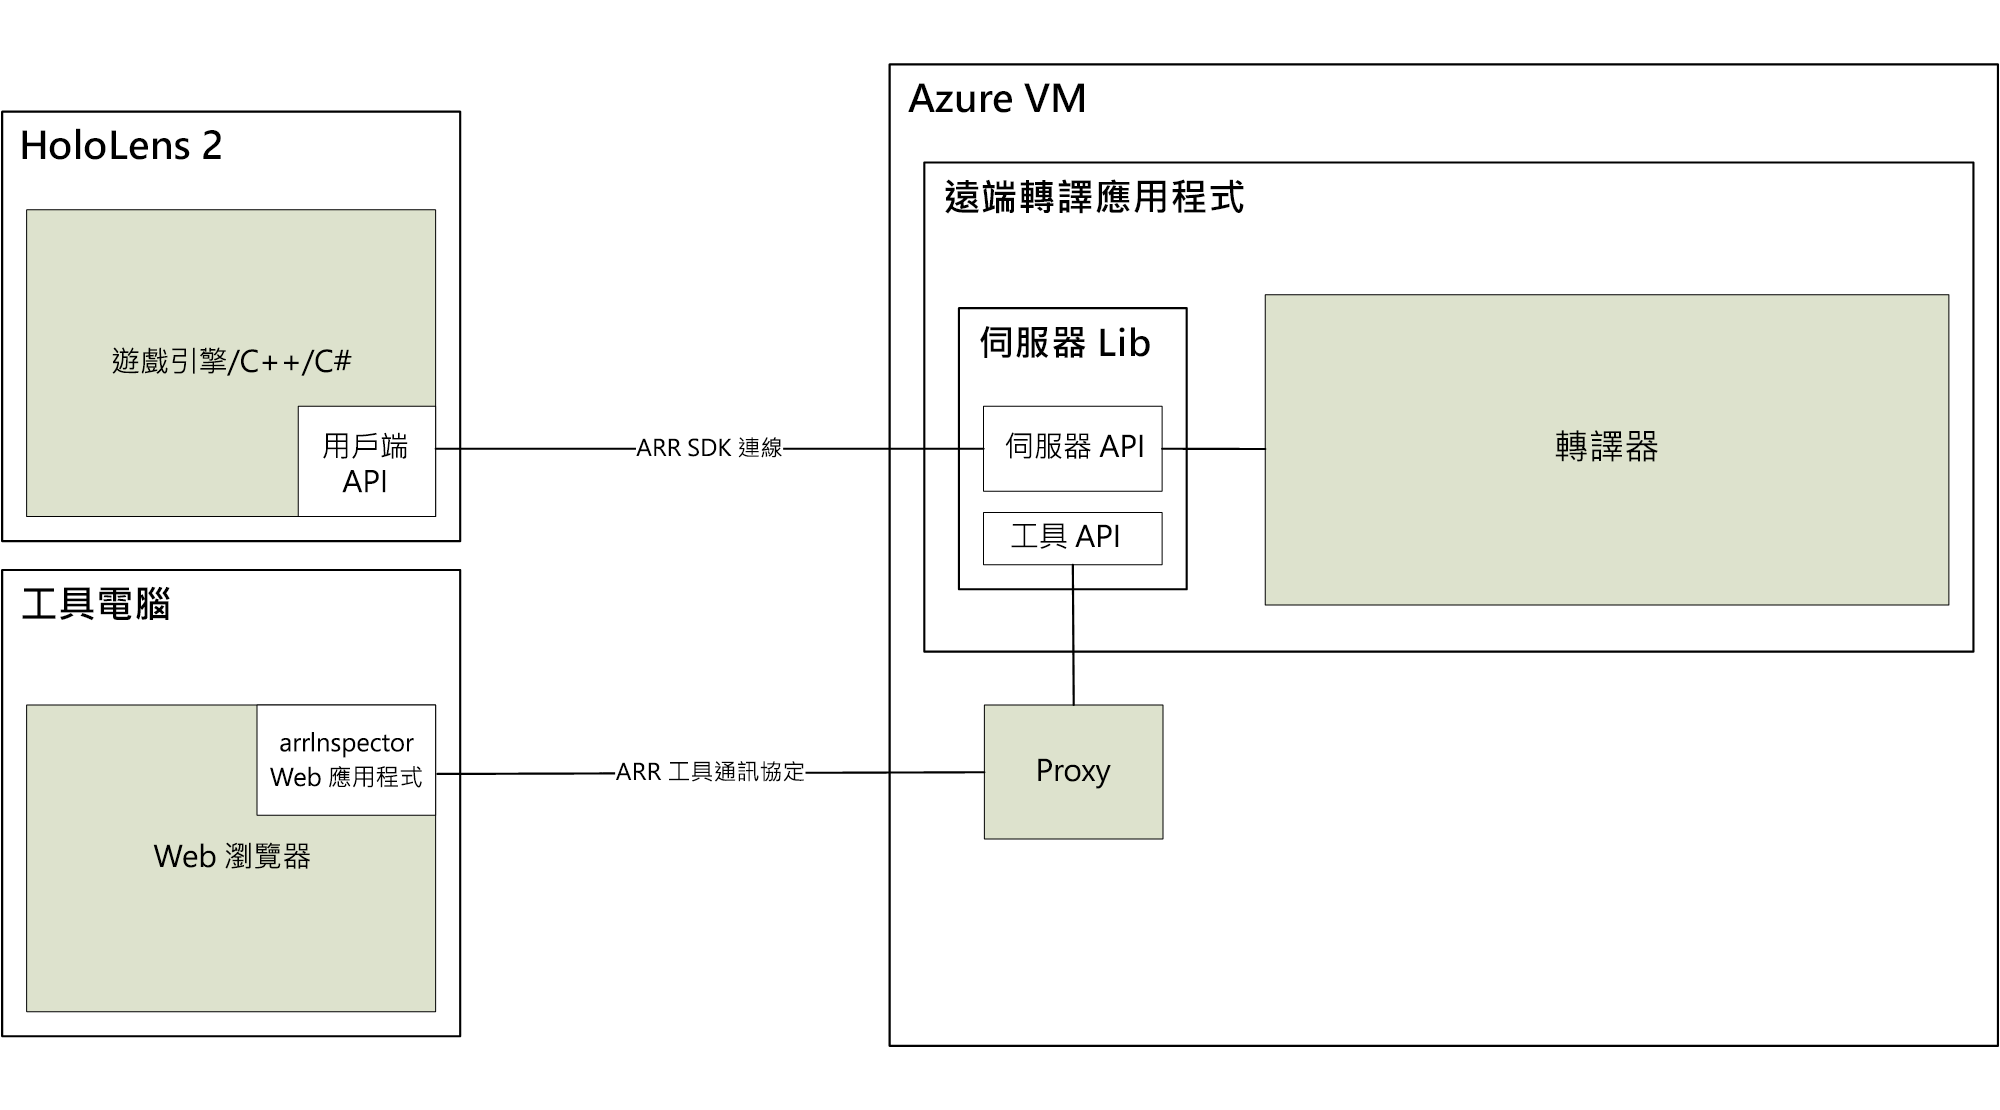 HoloLens 2
遊戲引擎/C++/C#
用戶端
API
ARR SDK 連線
Azure VM
遠端轉譯應用程式
伺服器 Lib
伺服器 API
工具 API
轉譯器
工具電腦
arrInspector
Web 應用程式
Web 瀏覽器
ARR 工具通訊協定
Proxy